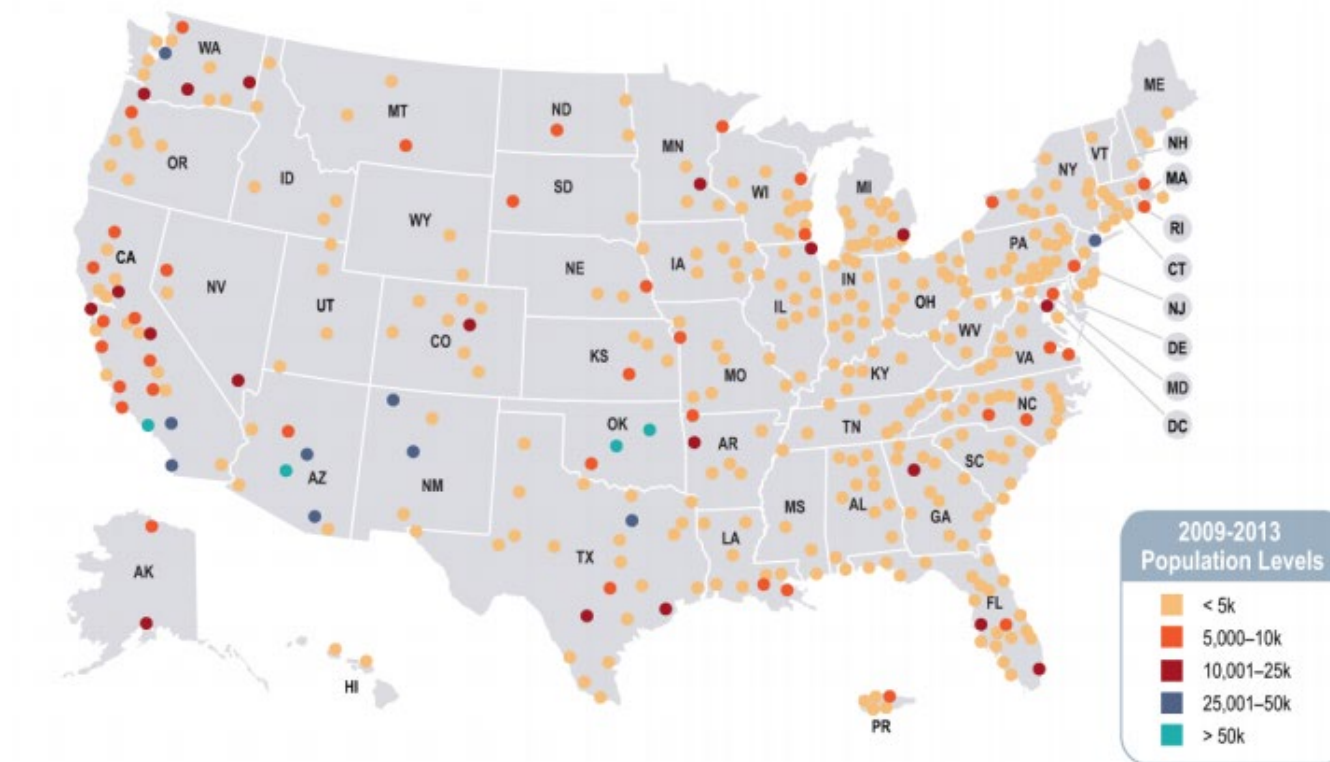 WA
MT
ND
MN
ME
OR
ID
SD
WI
MI
NY
VT
NH
MA
WY
RI
CA
NV
UT
NE
IA
IL
IN
OH
PA
CT
CO
KS
MO
KY
WV
VA
NJ
DE
MD
DC
AZ
NM
OK
AR
TN
NC
SC
TX
LA
MS
AL
GA
FL
AK
HI
PR
2009-2013
Population Levels
< 5k
5,000–10k
10,001–25k
25,001–50k
> 50k